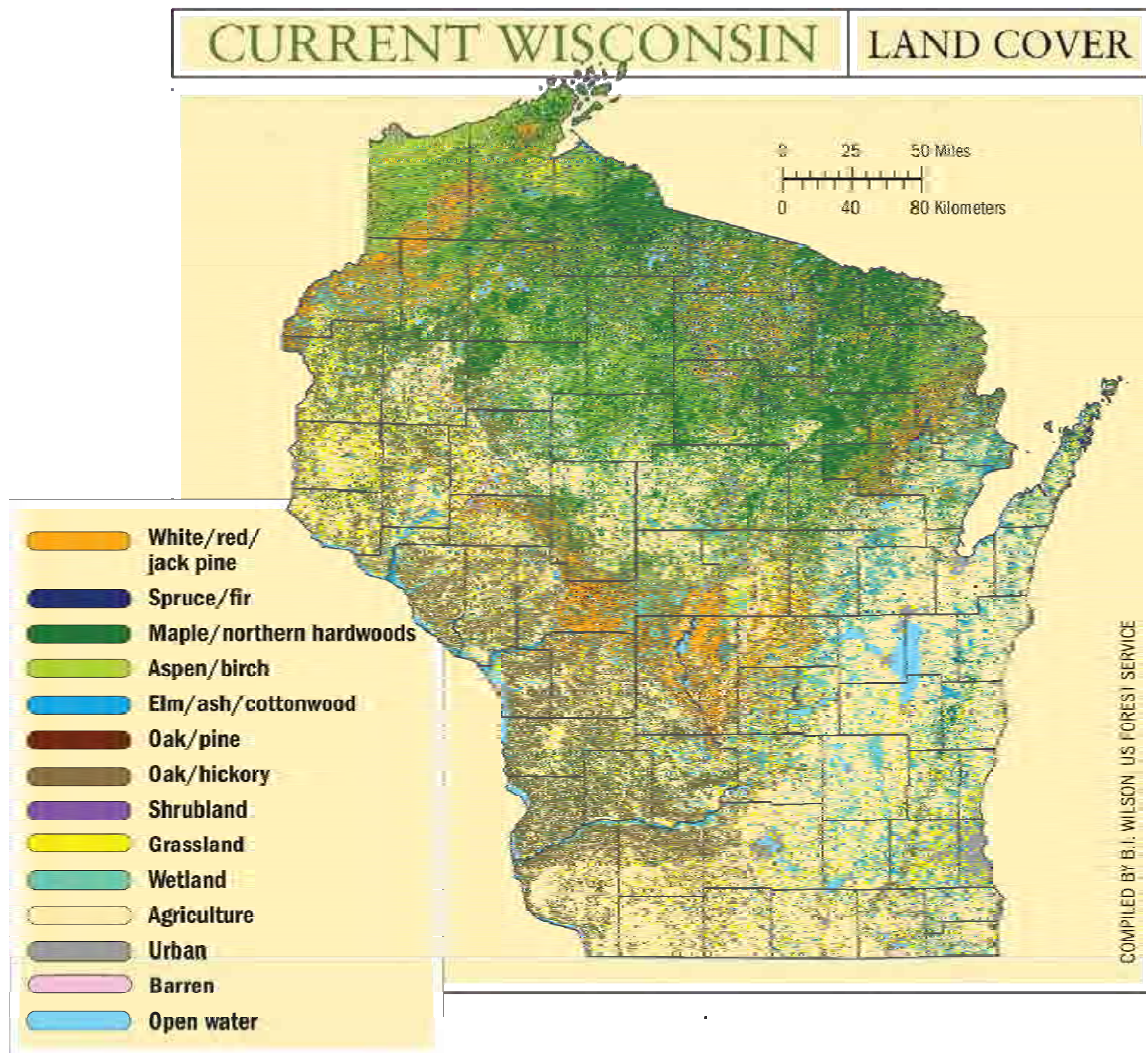 CURRENT WISCONSIN
LAND COVER
0 25 50 Miles
0 40 80 Kilometers
White/red/
jack pine
Spruce/fir
Maple/northern hardwoods
Aspen/birch
Elm/ash/cottonwood
Oak/pine
Oak/hickory
Shrubland
Grassland
Wetland
Agriculture
Urban
Barren
Open water
COMPILED BY B.I. WILSON US FOREST SERVICE